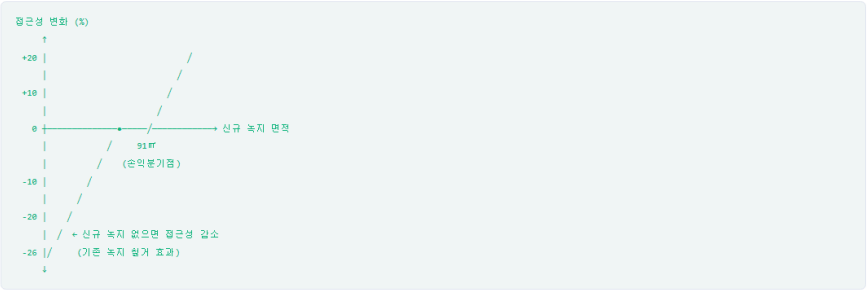 접근성 변화 (%)
+20
+10
0 신규 녹지 면적
91㎡
(손익분기점)
-10
-20
← 신규 녹지 없으면 접근성 감소
-26 (기존 녹지 철거 효과)